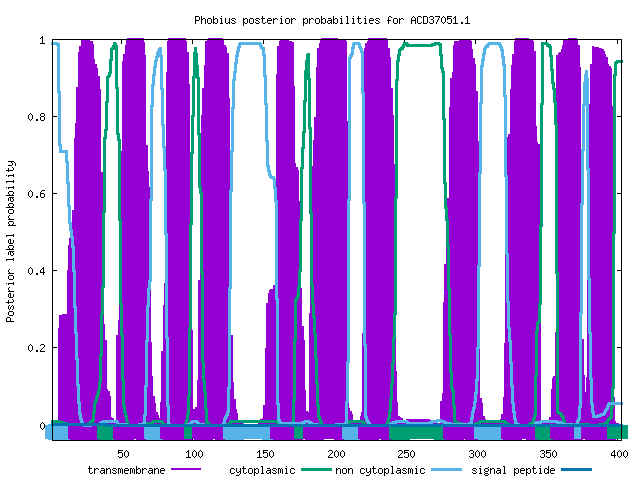 Phobius posterior probabilities for ACD37051.1
Posterior label probability
1
0.8
0.6
0.4
0.2
0
50 100 150 200 250 300 350 400
transmembrane cytoplasmic non cytoplasmic signal peptide